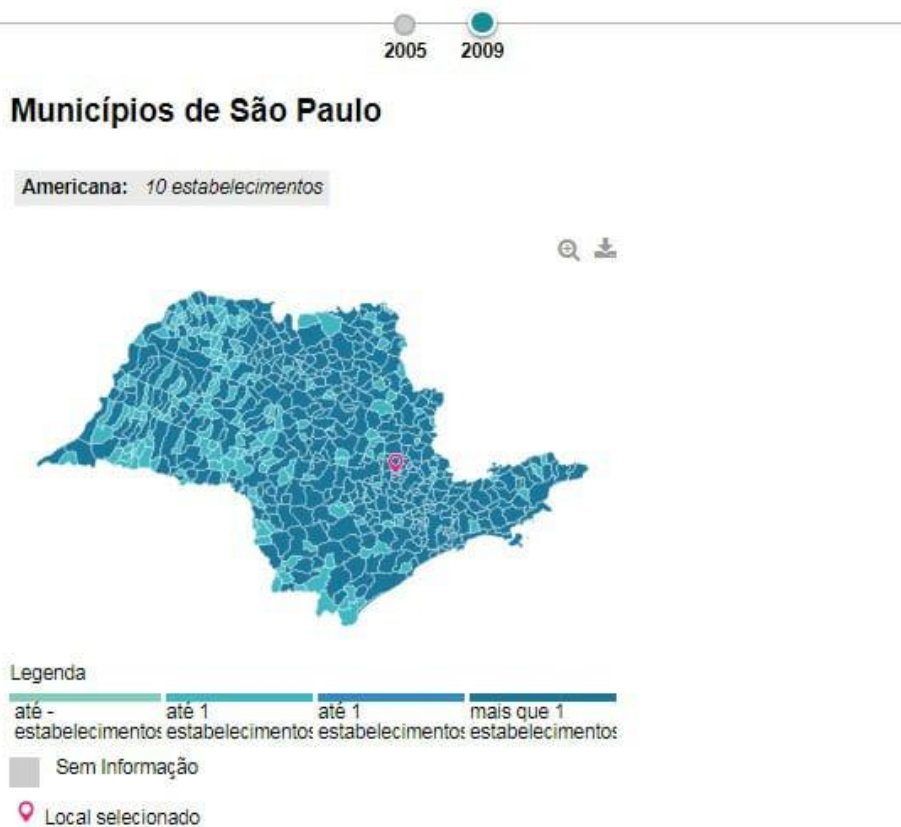 2005 2009
Municípios de São Paulo
Americana: 10 estabelecimentos
Legenda
até - até 1 até 1 mais que 1
estabelecimentos estabelecimentos estabelecimentos estabelecimentos
Sem Informação
Local selecionado